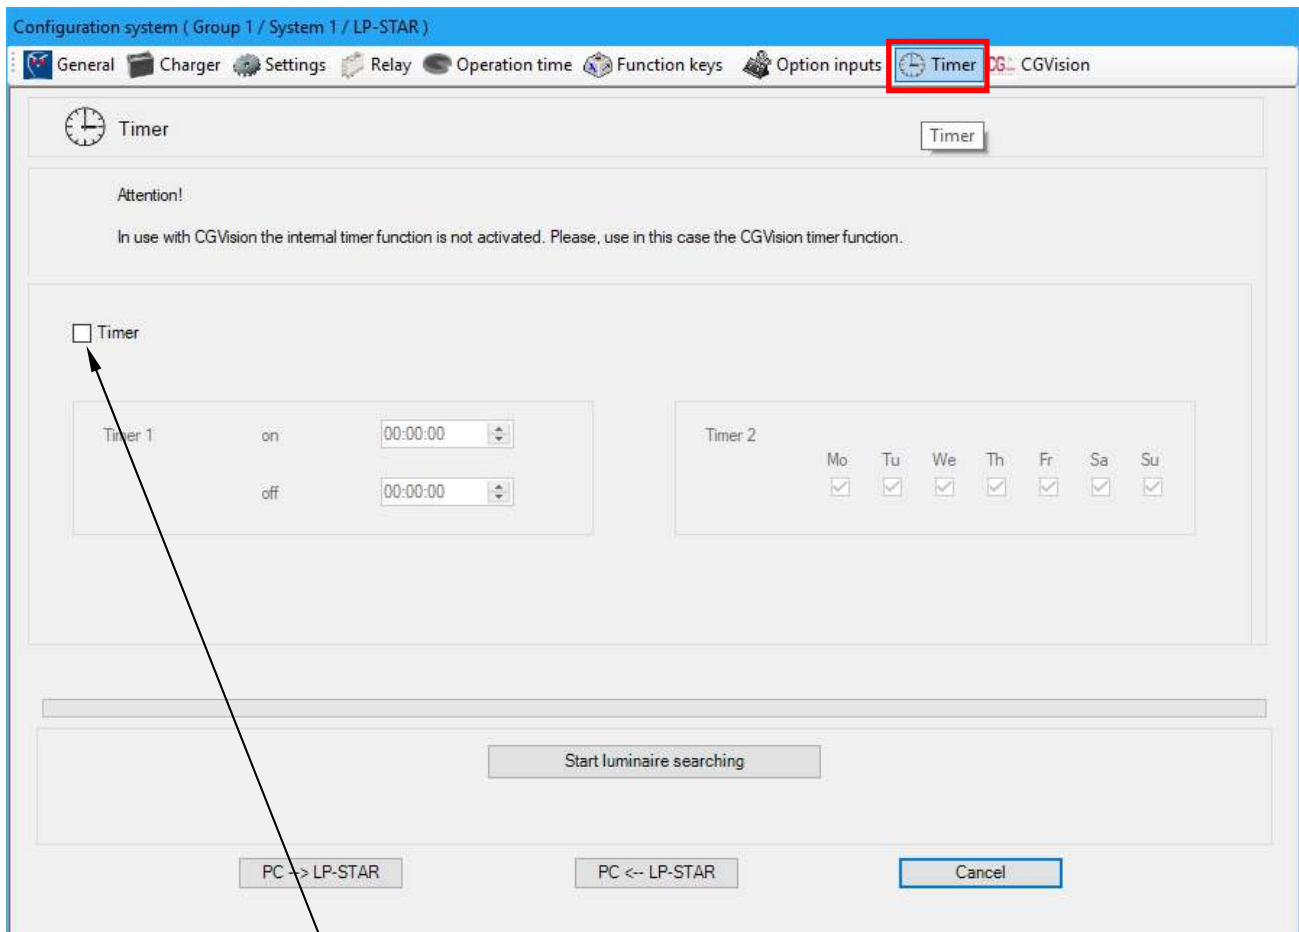 Configuration system ( Group 1 / System 1 / LP-STAR )
General Charger Settings Relay Operation time Function keys Option inputs Timer CG CGVision
Timer
Timer
Attention!
In use with CGVision the internal timer function is not activated. Please, use in this case the CGVision timer function.
Timer
Timer 1 on 00:00:00
off 00:00:00
Timer 2
Mo Tu We Th Fr Sa Su
Start luminaire searching
PC --> LP-STAR PC <-- LP-STAR Cancel